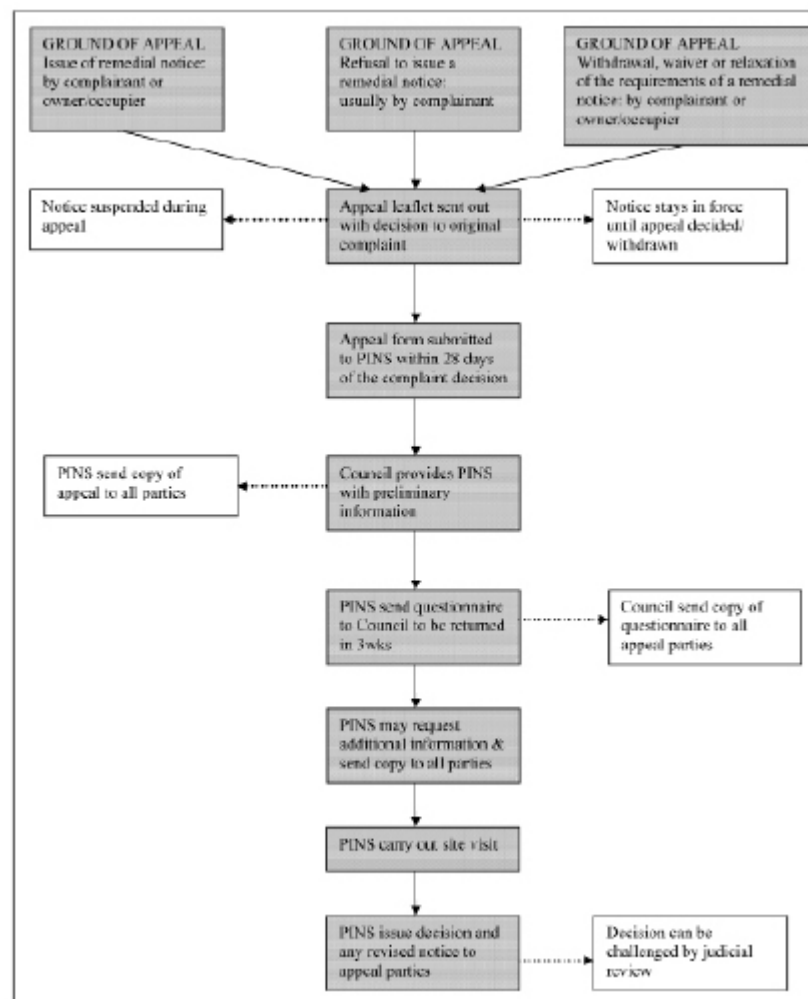 GROUND OF APPEAL
Issue of remedial notice:
by complainant or
owner/occupier
GROUND OF APPEAL
Refusal to issue a
remedial notice:
usually by complainant
GROUND OF APPEAL
Withdrawal, waiver or relaxation
of the requirements of a remedial
notice: by complainant or
owner/occupier
Notice suspended during
appeal
Appeal leaflet sent out
with decision to original
complaint
Notice stays in force
until appeal decided/
withdrawn
Appeal form submitted
to PINS within 28 days
of the complaint decision
PINS send copy of
appeal to all parties
Council provides PINS
with preliminary
information
PINS send questionnaire
to Council to be returned
in 3wks
Council send copy of
questionnaire to all
appeal parties
PINS may request
additional information &
send copy to all parties
PINS carry out site visit
PINS issue decision and
any revised notice to
appeal parties
Decision can be
challenged by judicial
review